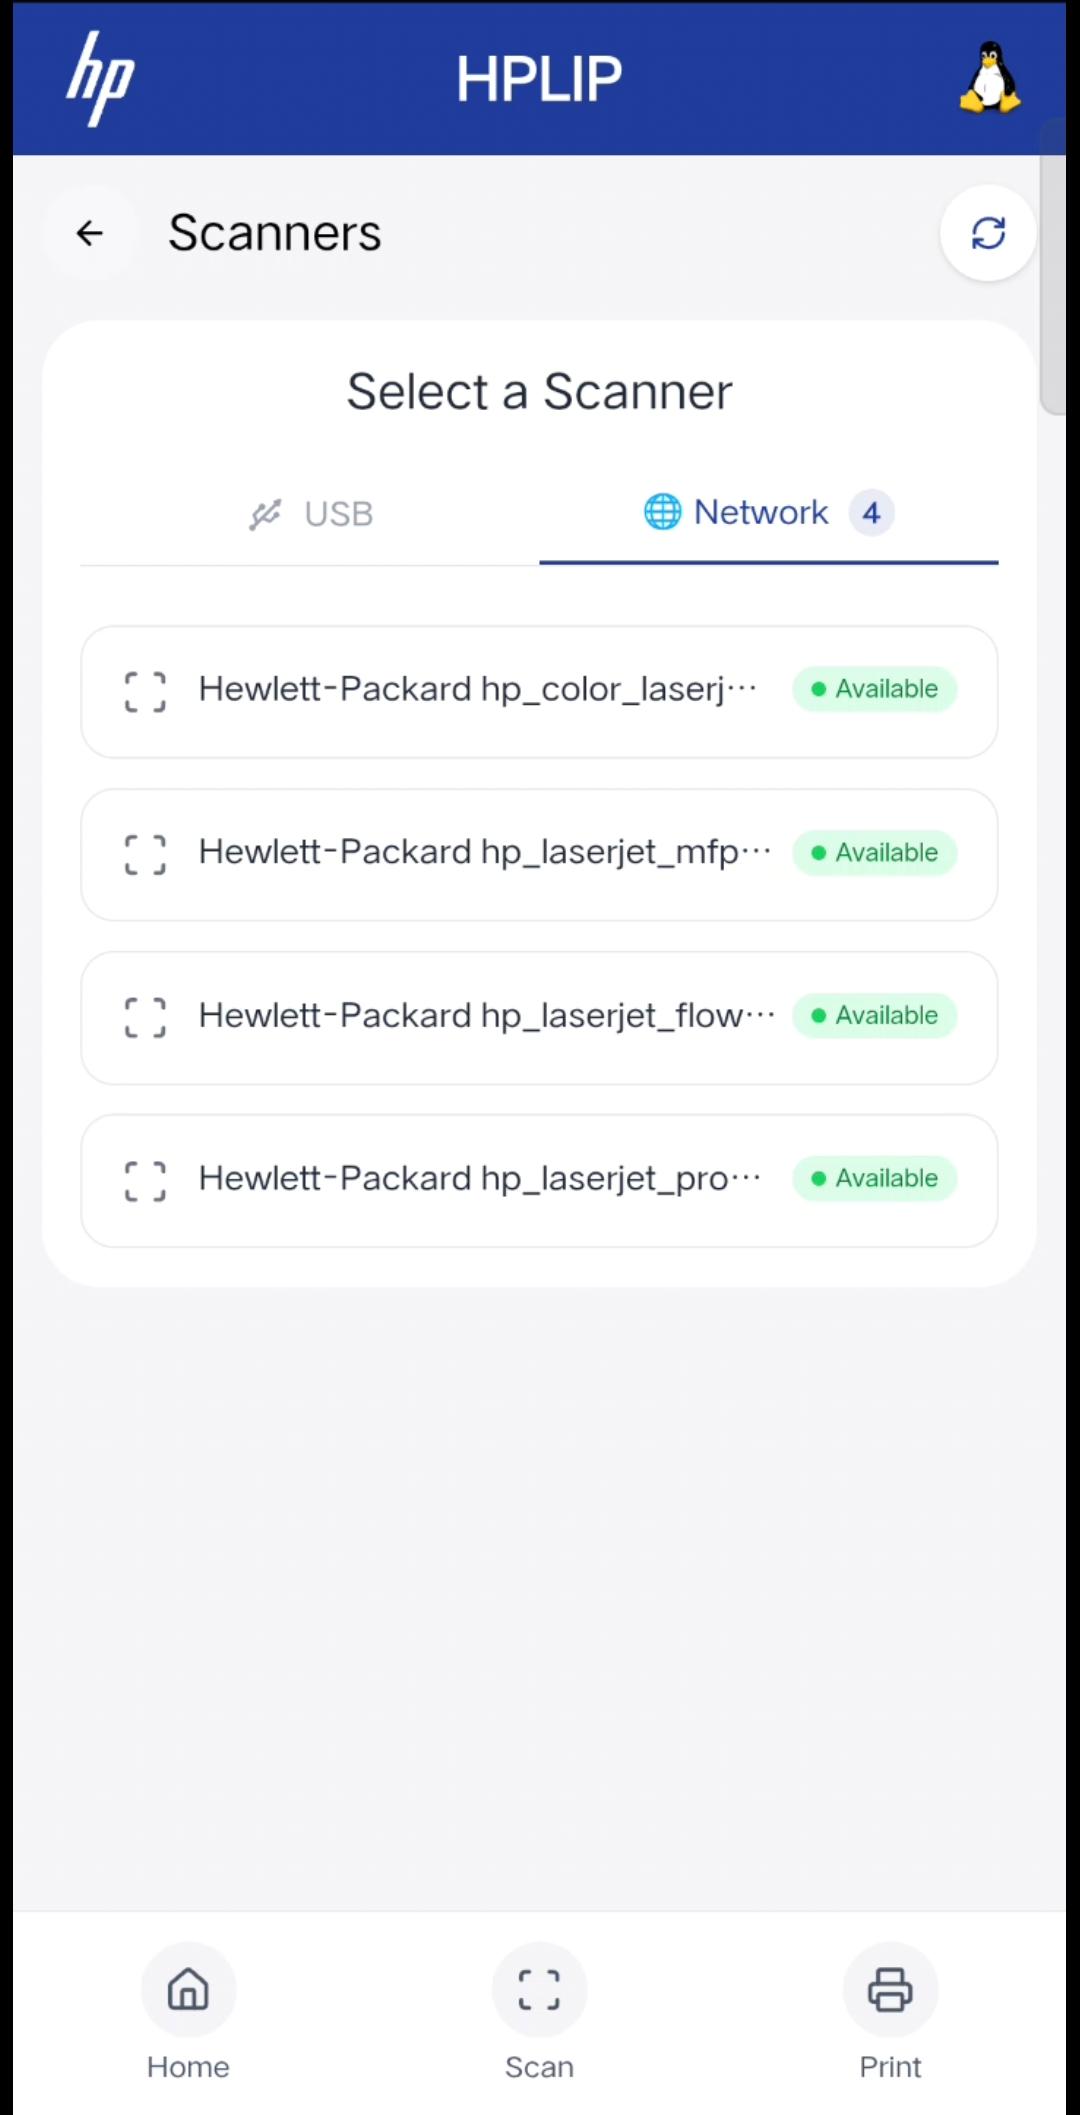 hp
HPLIP
Scanners
Select a Scanner
USB
Network 4
Hewlett-Packard hp_color_laserj··· Available
Hewlett-Packard hp_laserjet_mfp··· Available
Hewlett-Packard hp_laserjet_flow··· Available
Hewlett-Packard hp_laserjet_pro··· Available
Home
Scan
Print